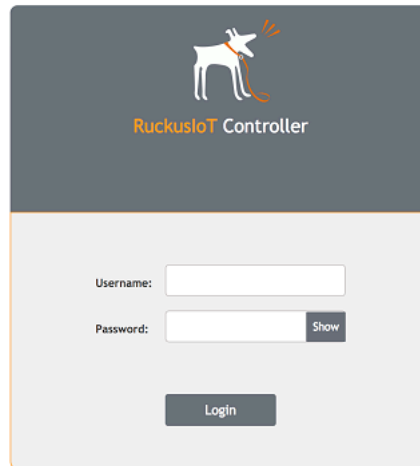 RuckusIoT Controller
Username:
Password:
Show
Login